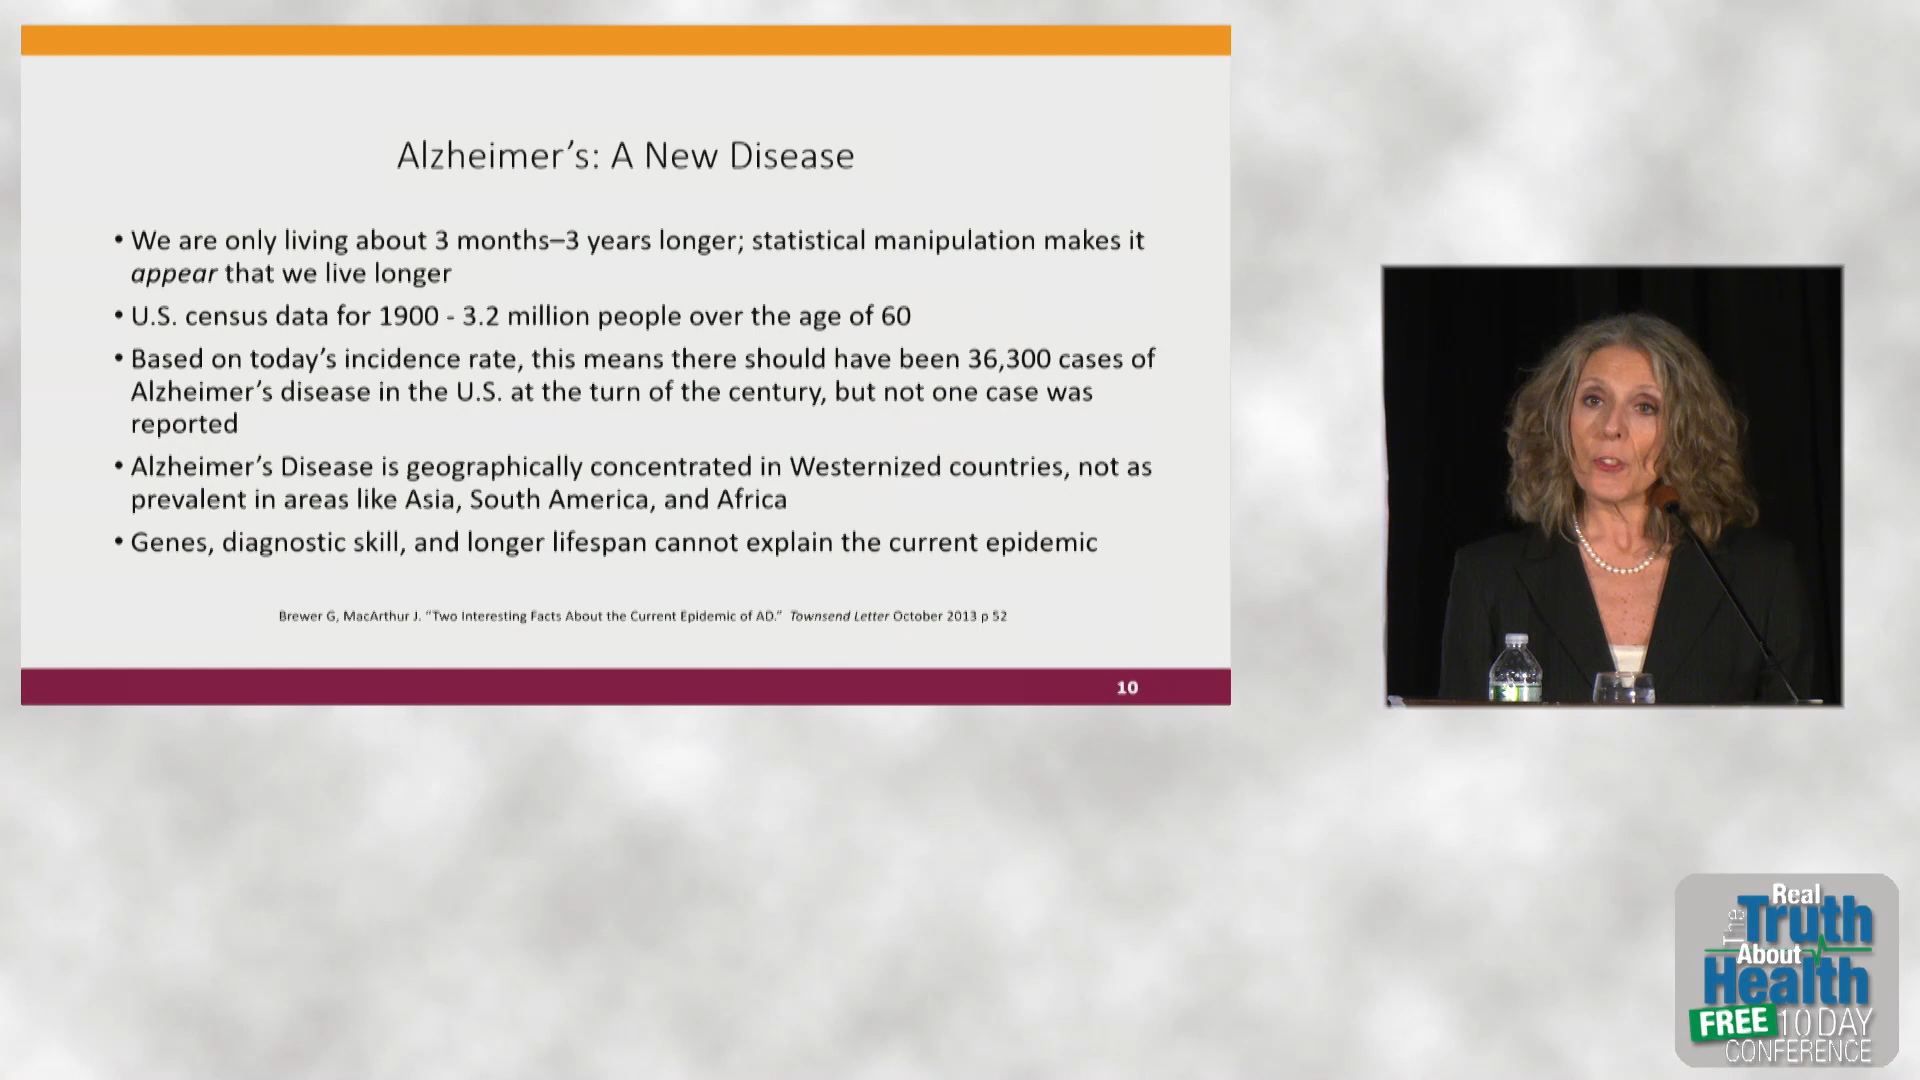 Alzheimer's: A New Disease
• We are only living about 3 months–3 years longer; statistical manipulation makes it
appear that we live longer
• U.S. census data for 1900 - 3.2 million people over the age of 60
• Based on today's incidence rate, this means there should have been 36,300 cases of
Alzheimer's disease in the U.S. at the turn of the century, but not one case was
reported
• Alzheimer's Disease is geographically concentrated in Westernized countries, not as
prevalent in areas like Asia, South America, and Africa
• Genes, diagnostic skill, and longer lifespan cannot explain the current epidemic
Brewer G, MacArthur J. "Two Interesting Facts About the Current Epidemic of AD." Townsend Letter October 2013 p 52
10
The Real
Truth
About
Health
FREE 10 DAY
CONFERENCE